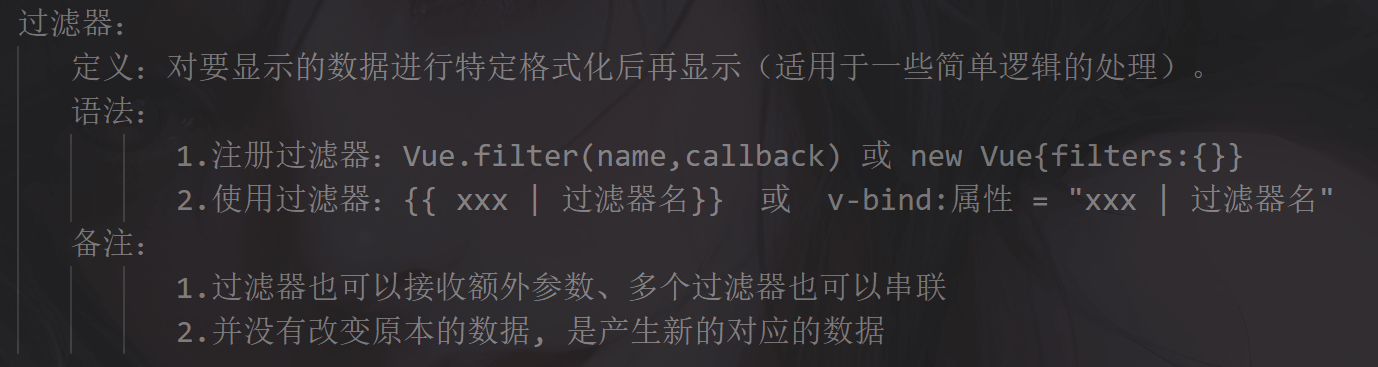 过滤器:
定义: 对要显示的数据进行特定格式化后再显示（适用于一些简单逻辑的处理）。
语法:
1.注册过滤器: Vue.filter(name,callback) 或 new Vue{filters:{}}
2.使用过滤器: {{ xxx | 过滤器名}} 或 v-bind:属性 = "xxx | 过滤器名"
备注:
1.过滤器也可以接收额外参数、多个过滤器也可以串联
2.并没有改变原本的数据, 是产生新的对应的数据